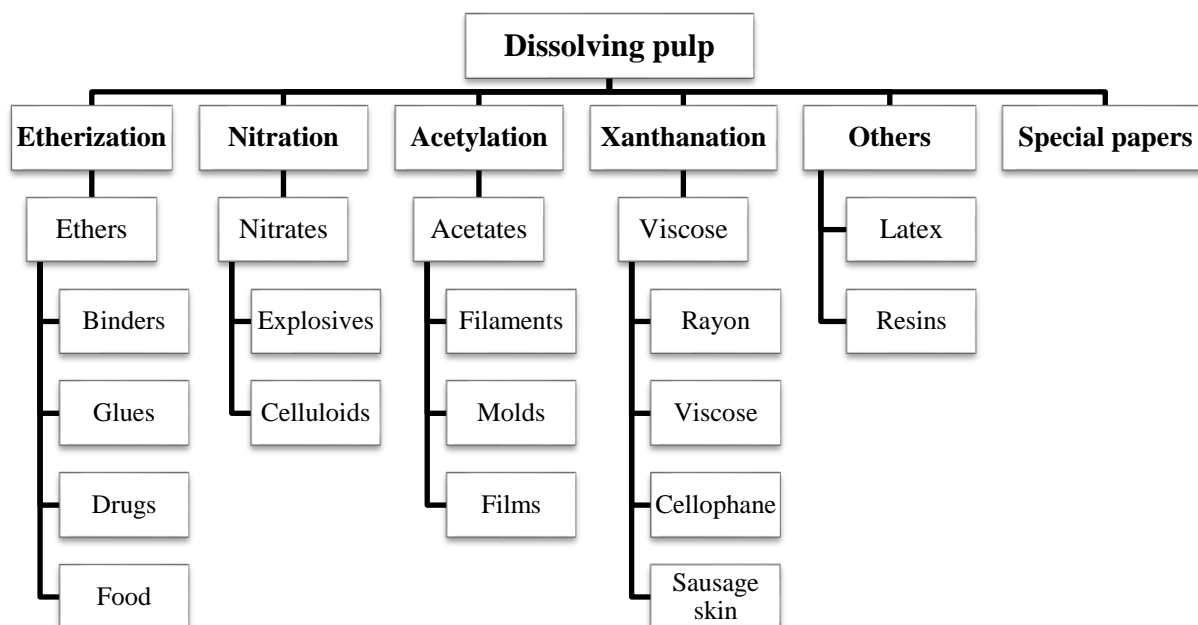 Dissolving pulp
Etherization
Nitration
Acetylation
Xanthanation
Others
Special papers
Ethers
Nitrates
Acetates
Viscose
Latex
Binders
Explosives
Filaments
Rayon
Resins
Glues
Celluloids
Molds
Viscose
Drugs
Films
Cellophane
Food
Sausage
skin